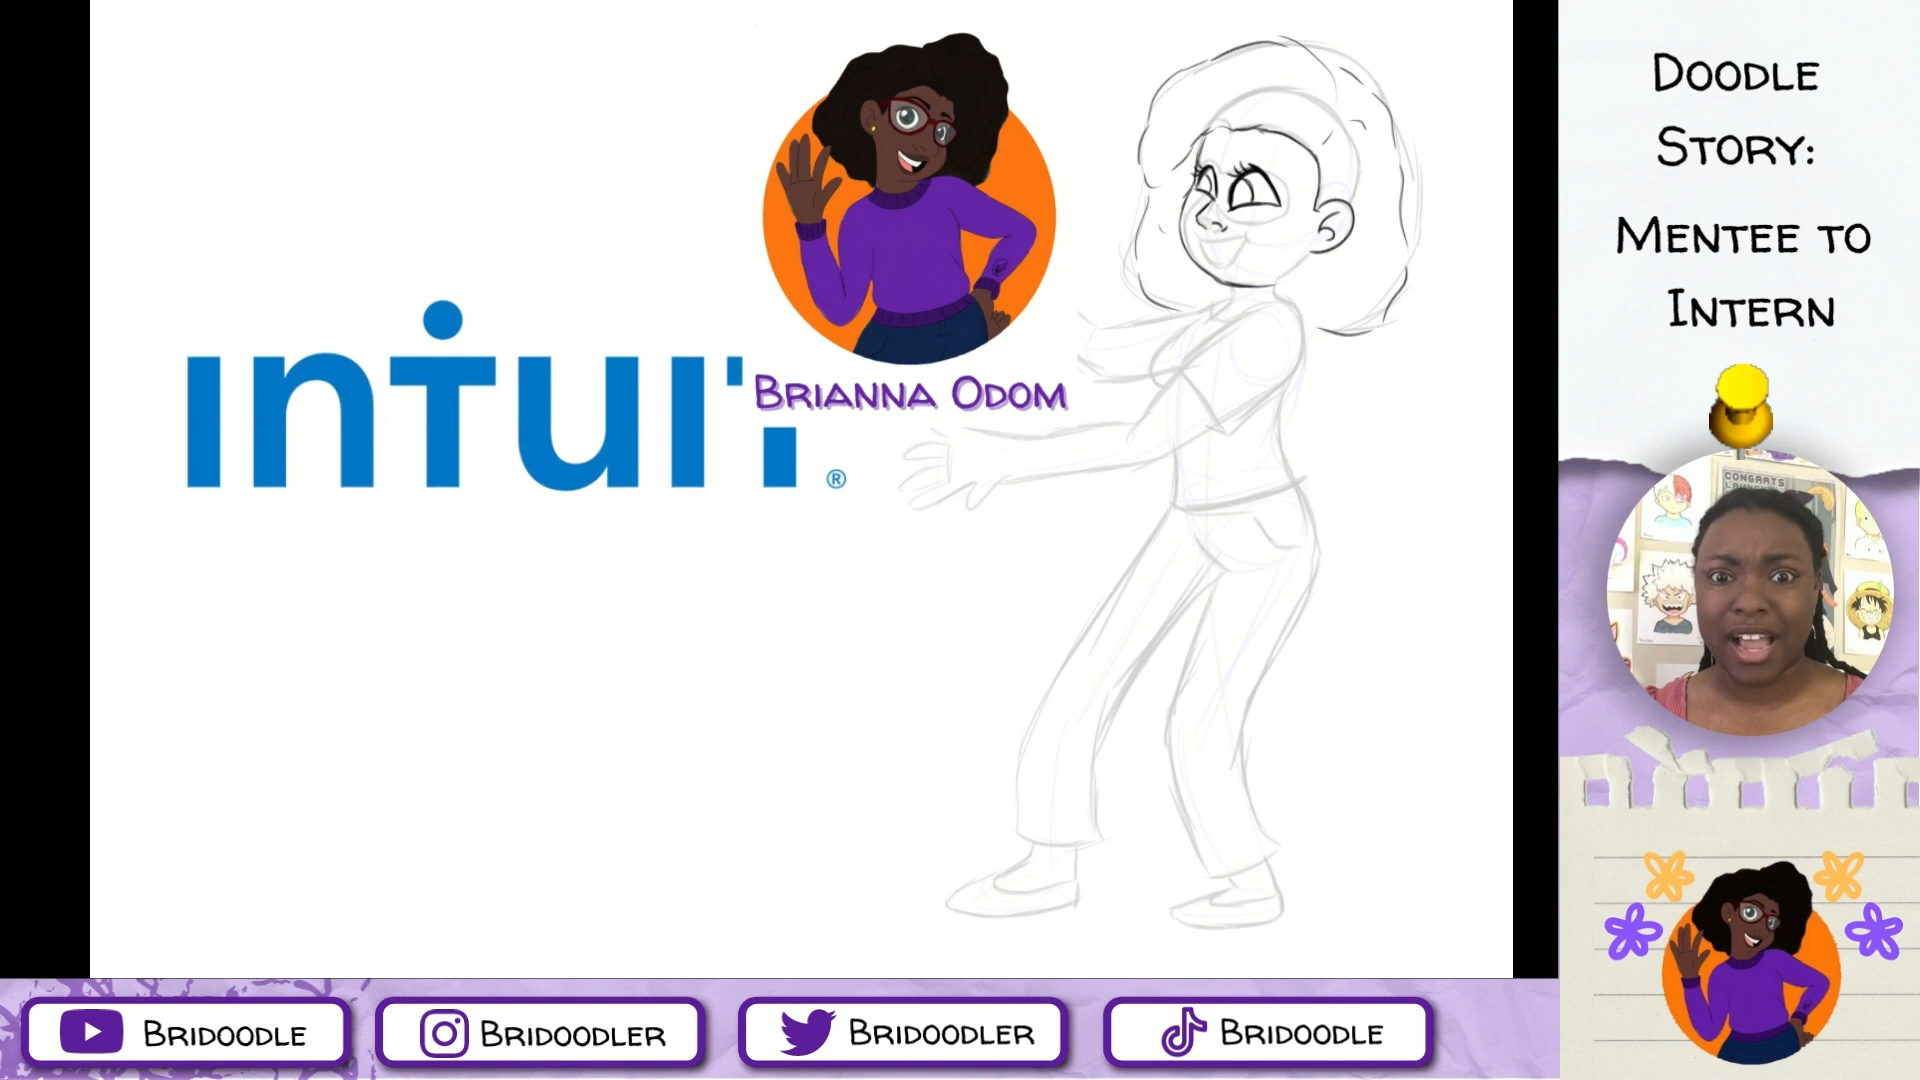 intuit
®
Brianna Odom
Doodle
Story:
Mentee to
Intern
CONGRATS
Bridoodle
Bridoodler
Bridoodler
Bridoodle